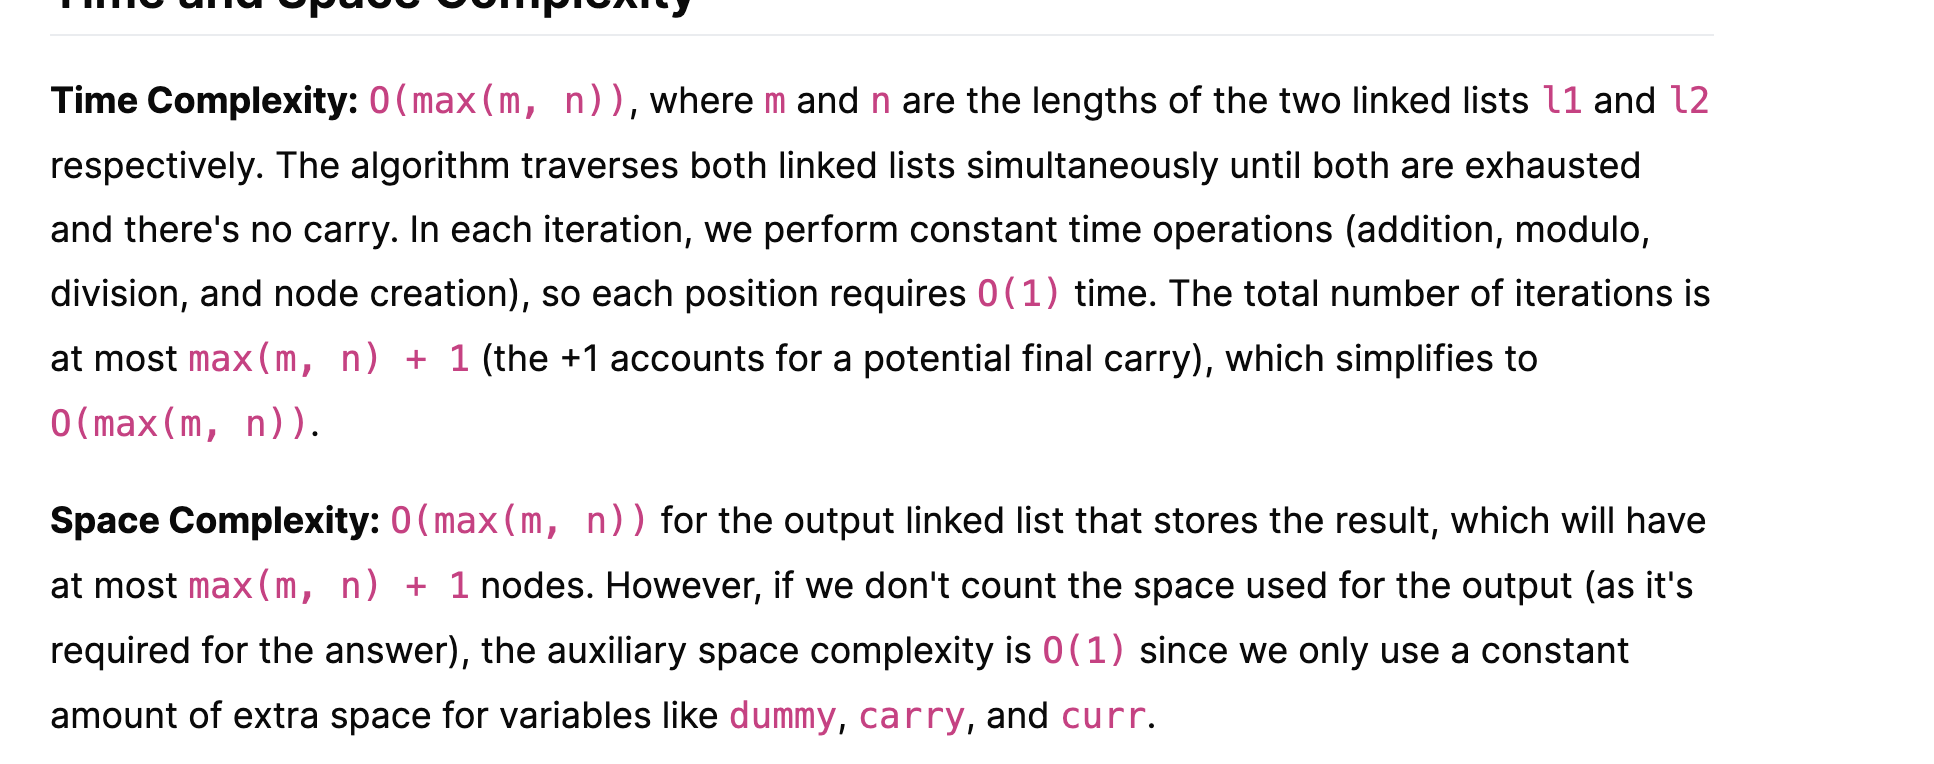 Time and Space Complexity
Time Complexity: O(max(m, n)), where m and n are the lengths of the two linked lists l1 and l2
respectively. The algorithm traverses both linked lists simultaneously until both are exhausted
and there's no carry. In each iteration, we perform constant time operations (addition, modulo,
division, and node creation), so each position requires O(1) time. The total number of iterations is
at most max(m, n) + 1 (the +1 accounts for a potential final carry), which simplifies to
O(max(m, n)).
Space Complexity: O(max(m, n)) for the output linked list that stores the result, which will have
at most max(m, n) + 1 nodes. However, if we don't count the space used for the output (as it's
required for the answer), the auxiliary space complexity is O(1) since we only use a constant
amount of extra space for variables like dummy, carry, and curr.